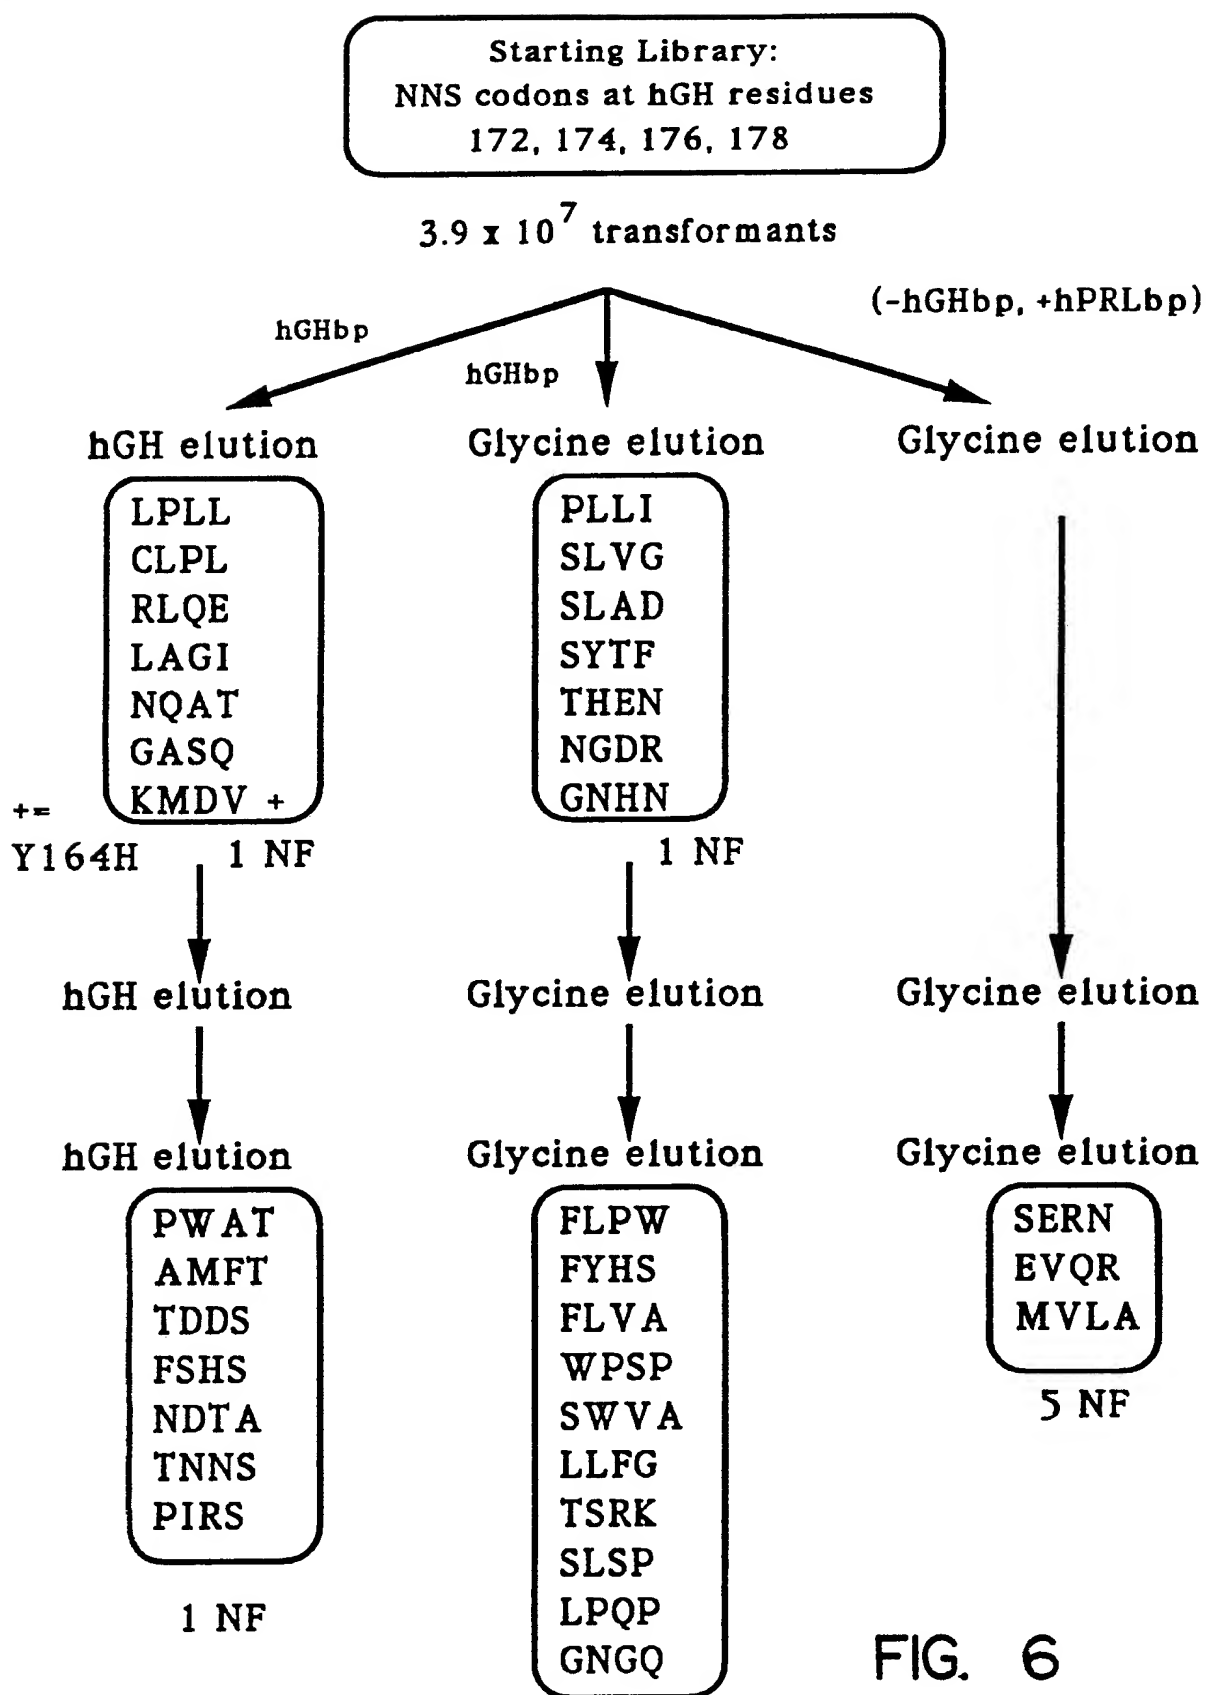 Starting Library:
NNS codons at hGH residues
172, 174, 176, 178
3.9 x 10^7 transformants
(-hGHbp, +hPRLbp)
hGHbp
hGHbp
hGH elution
Glycine elution
Glycine elution
LPLL
CLPL
RLQE
LAGI
NQAT
GASQ
KMDV +
+=
Y164H
1 NF
PLLI
SLVG
SLAD
SYTF
THEN
NGDR
GNHN
1 NF
hGH elution
Glycine elution
Glycine elution
hGH elution
Glycine elution
Glycine elution
PWAT
AMFT
TDDS
FSHS
NDTA
TNNS
PIRS
1 NF
FLPW
FYHS
FLVA
WPSP
SWVA
LLFG
TSRK
SLSP
LPQP
GNGQ
SERN
EVQR
MVLA
5 NF
FIG. 6